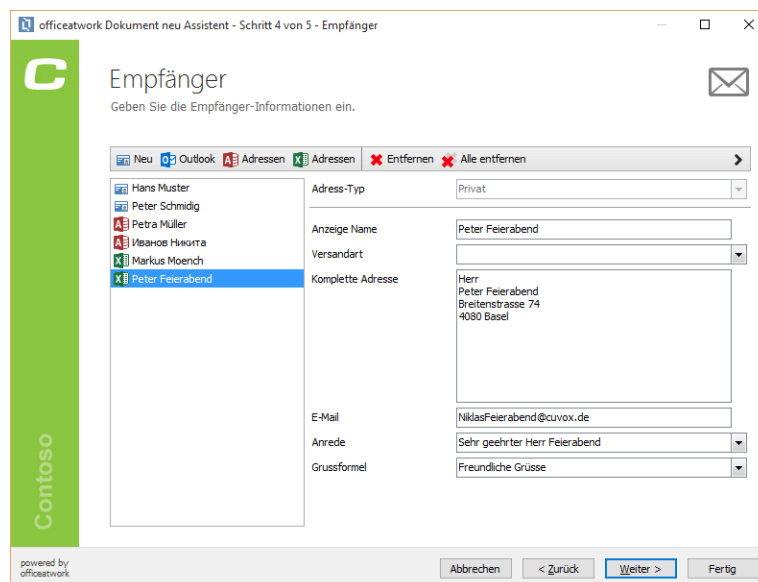 officeatwork Dokument neu Assistent - Schritt 4 von 5 - Empfänger
C
Empfänger
Geben Sie die Empfänger-Informationen ein.
Neu Outlook Adressen Adressen Entfernen Alle entfernen
Hans Muster
Peter Schmidig
Petra Müller
Иванов Никита
Markus Moench
Peter Feierabend
Adress-Typ Privat
Anzeige Name Peter Feierabend
Versandart
Komplette Adresse Herr
Peter Feierabend
Breitenstrasse 74
4080 Basel
E-Mail NiklasFeierabend@cuvox.de
Anrede Sehr geehrter Herr Feierabend
Grussformel Freundliche Grüsse
Contoso
powered by
officeatwork
Abbrechen < Zurück Weiter > Fertig